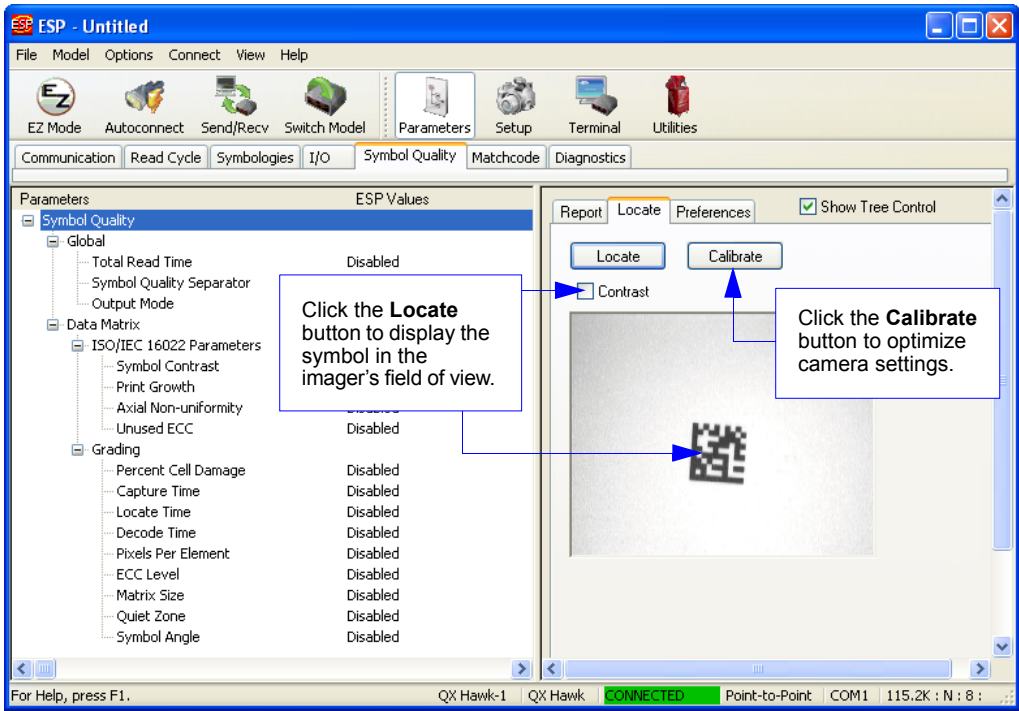 ESP - Untitled
File Model Options Connect View Help
EZ Mode Autoconnect Send/Recv Switch Model Parameters Setup Terminal Utilities
Communication Read Cycle Symbologies I/O Symbol Quality Matchcode Diagnostics
Parameters ESP Values
Symbol Quality
Global
Total Read Time Disabled
Symbol Quality Separator
Output Mode
Data Matrix
ISO/IEC 16022 Parameters
Symbol Contrast
Print Growth
Axial Non-uniformity Disabled
Unused ECC Disabled
Grading
Percent Cell Damage Disabled
Capture Time Disabled
Locate Time Disabled
Decode Time Disabled
Pixels Per Element Disabled
ECC Level Disabled
Matrix Size Disabled
Quiet Zone Disabled
Symbol Angle Disabled
Report Locate Preferences Show Tree Control
Locate Calibrate
Contrast
Click the Locate
button to display the
symbol in the
imager's field of view.
Click the Calibrate
button to optimize
camera settings.
For Help, press F1. QX Hawk-1 QX Hawk CONNECTED Point-to-Point COM1 115.2K : N : 8 :